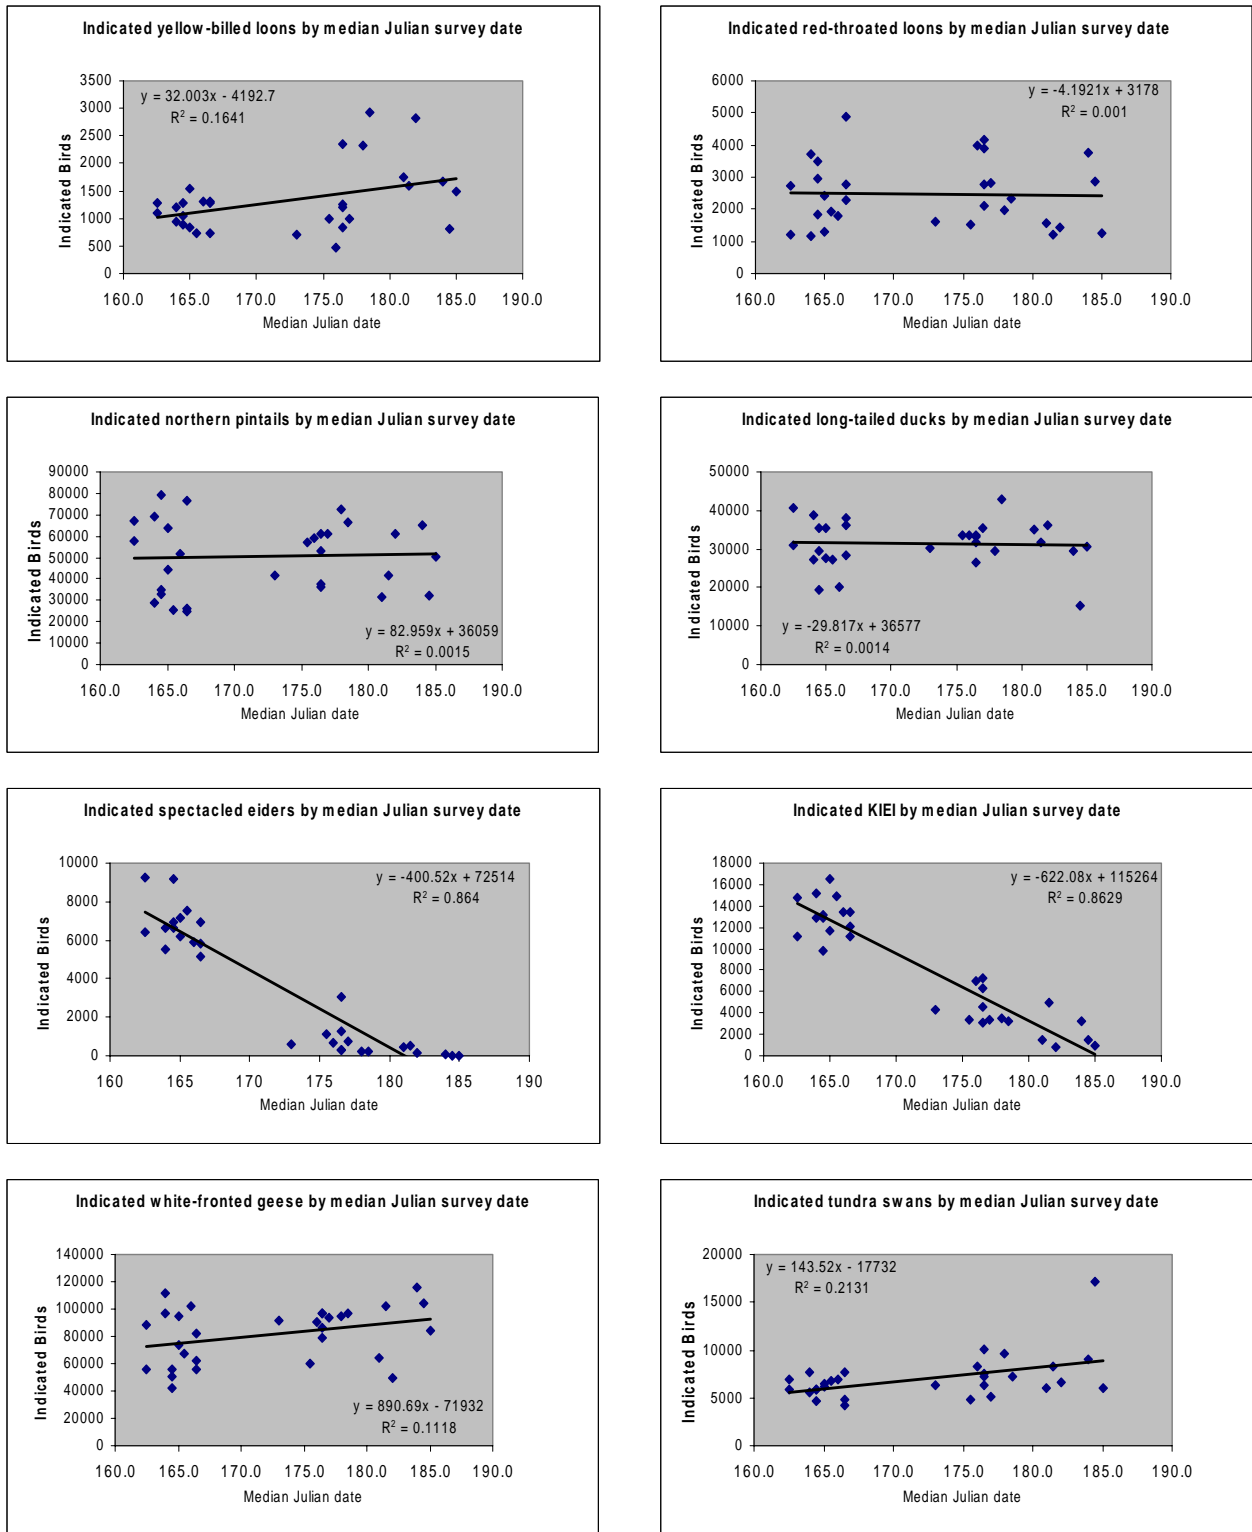 Indicated yellow-billed loons by median Julian survey date
y = 32.003x - 4192.7
R² = 0.1641
Indicated Birds
3500
3000
2500
2000
1500
1000
500
0
160.0 165.0 170.0 175.0 180.0 185.0 190.0
Median Julian date
Indicated red-throated loons by median Julian survey date
y = -4.1921x + 3178
R² = 0.001
Indicated Birds
6000
5000
4000
3000
2000
1000
0
160.0 165.0 170.0 175.0 180.0 185.0 190.0
Median Julian date
Indicated northern pintails by median Julian survey date
Indicated Birds
90000
80000
70000
60000
50000
40000
30000
20000
10000
0
y = 82.959x + 36059
R² = 0.0015
160.0 165.0 170.0 175.0 180.0 185.0 190.0
Median Julian date
Indicated long-tailed ducks by median Julian survey date
Indicated Birds
50000
40000
30000
20000
10000
0
y = -29.817x + 36577
R² = 0.0014
160.0 165.0 170.0 175.0 180.0 185.0 190.0
Median Julian date
Indicated spectacled eiders by median Julian survey date
y = -400.52x + 72514
R² = 0.864
Indicated Birds
10000
8000
6000
4000
2000
0
160 165 170 175 180 185 190
Median Julian date
Indicated KIEI by median Julian survey date
y = -622.08x + 115264
R² = 0.8629
Indicated Birds
18000
16000
14000
12000
10000
8000
6000
4000
2000
0
160.0 165.0 170.0 175.0 180.0 185.0 190.0
Median Julian date
Indicated white-fronted geese by median Julian survey date
Indicated Birds
140000
120000
100000
80000
60000
40000
20000
0
y = 890.69x - 71932
R² = 0.1118
160.0 165.0 170.0 175.0 180.0 185.0 190.0
Median Julian date
Indicated tundra swans by median Julian survey date
y = 143.52x - 17732
R² = 0.2131
Indicated Birds
20000
15000
10000
5000
0
160.0 165.0 170.0 175.0 180.0 185.0 190.0
Median Julian date